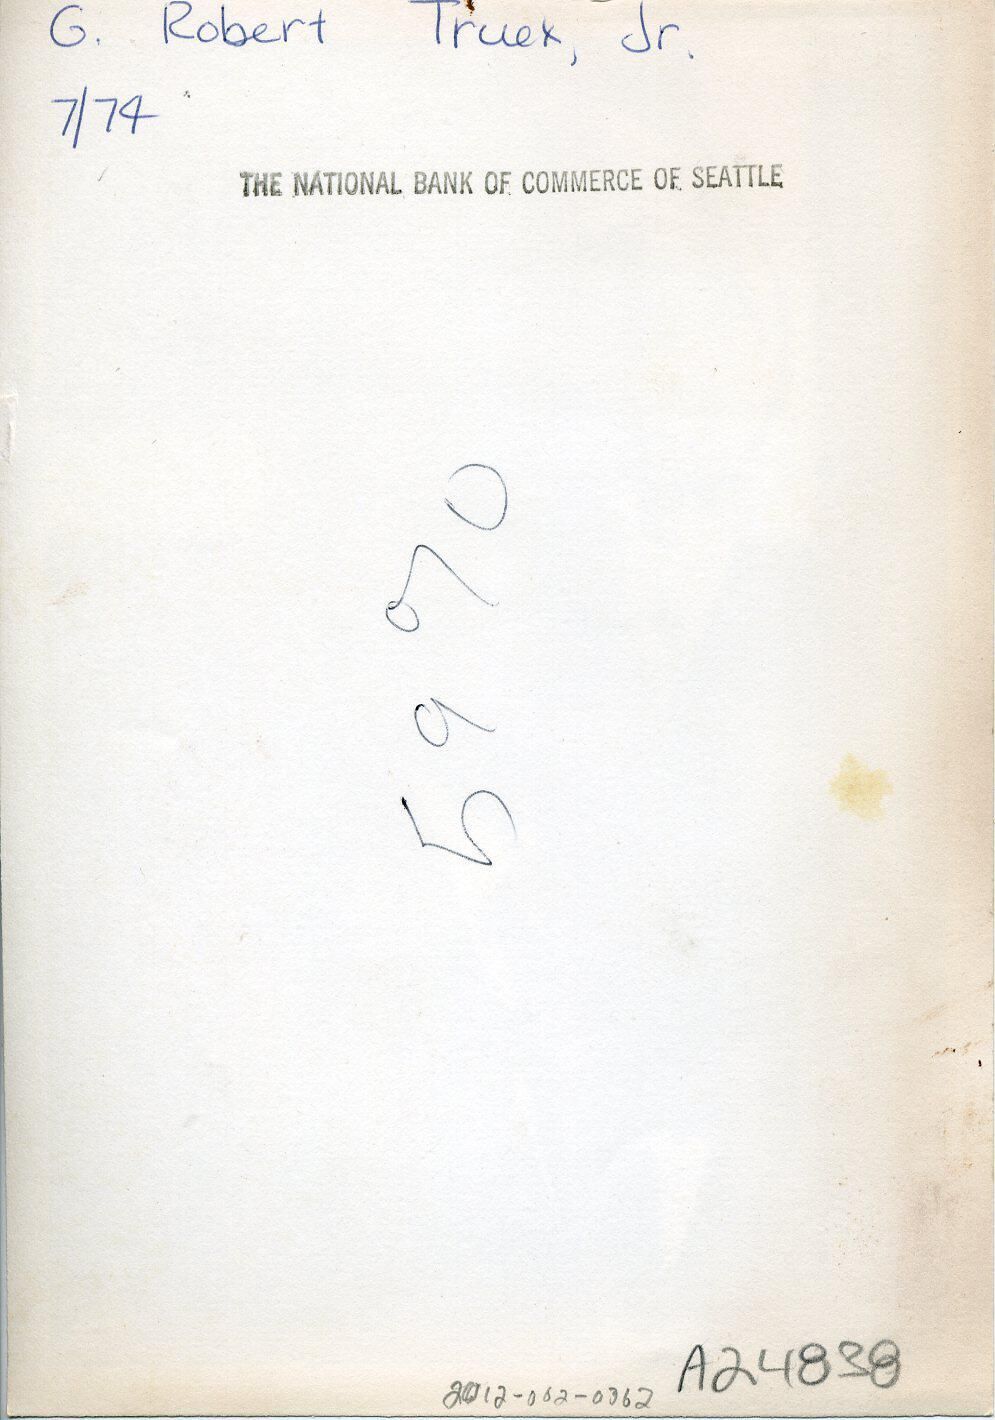 G. Robert Truex, Jr.
7/74
THE NATIONAL BANK OF COMMERCE OF SEATTLE
5970
A24838
2012-062-0362